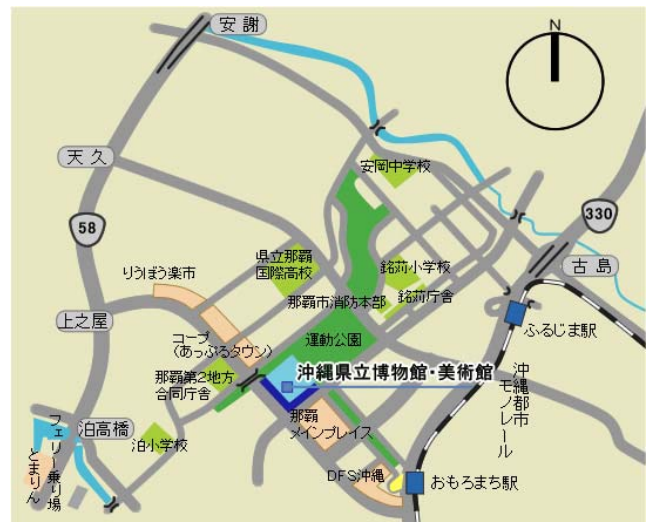 安謝
N
天久
安岡中学校
58
330
古島
県立那覇
国際高校
銘苅小学校
りうぼう楽市
那覇市消防本部
銘苅庁舎
上之屋
コープ
(あっぷるタウン)
運動公園
ふるじま駅
沖縄県立博物館・美術館
那覇第2地方
合同庁舎
沖縄都市
モノレール
那覇
メインプレイス
泊高橋
泊小学校
フェリー乗り場
とまりん
DFS沖縄
おもろまち駅